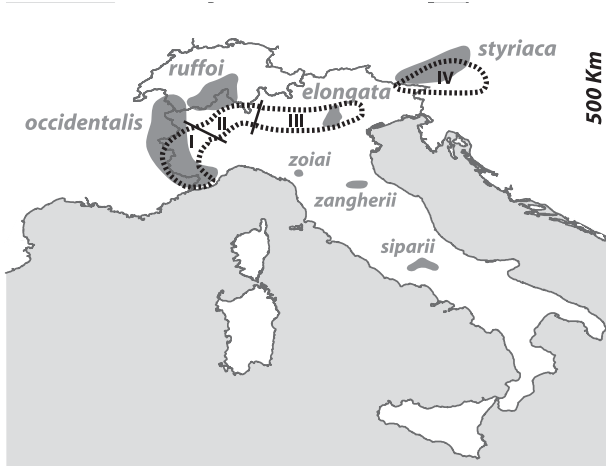 styriaca
ruffoi
IV
elongata
500 Km
occidentalis
II
III
I
zoiai
zangherii
siparii